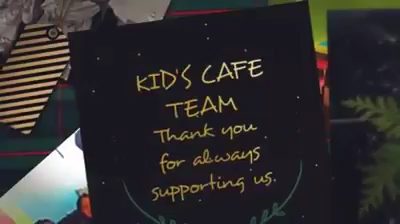 KID'S CAFE
TEAM
Thank you
for always
supporting us.